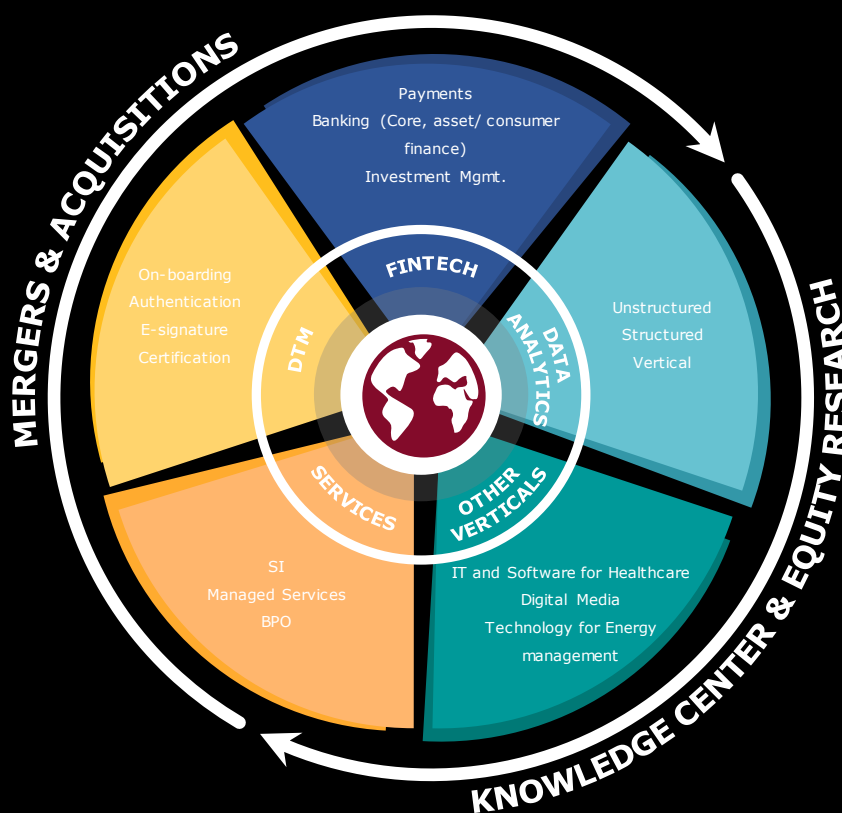 MERGERS & ACQUISITIONS
Payments
Banking (Core, asset/ consumer
finance)
Investment Mgmt.
FINTECH
On-boarding
Authentication
E-signature
Certification
DTM
DATA
ANALYTICS
Unstructured
Structured
Vertical
SERVICES
SI
Managed Services
BPO
OTHER
VERTICALS
IT and Software for Healthcare
Digital Media
Technology for Energy
management
KNOWLEDGE CENTER & EQUITY RESEARCH